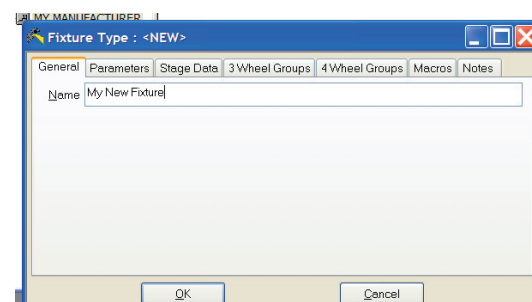 MY MANUFACTURER
Fixture Type : <NEW>
General Parameters Stage Data 3 Wheel Groups 4 Wheel Groups Macros Notes
Name My New Fixture
OK Cancel